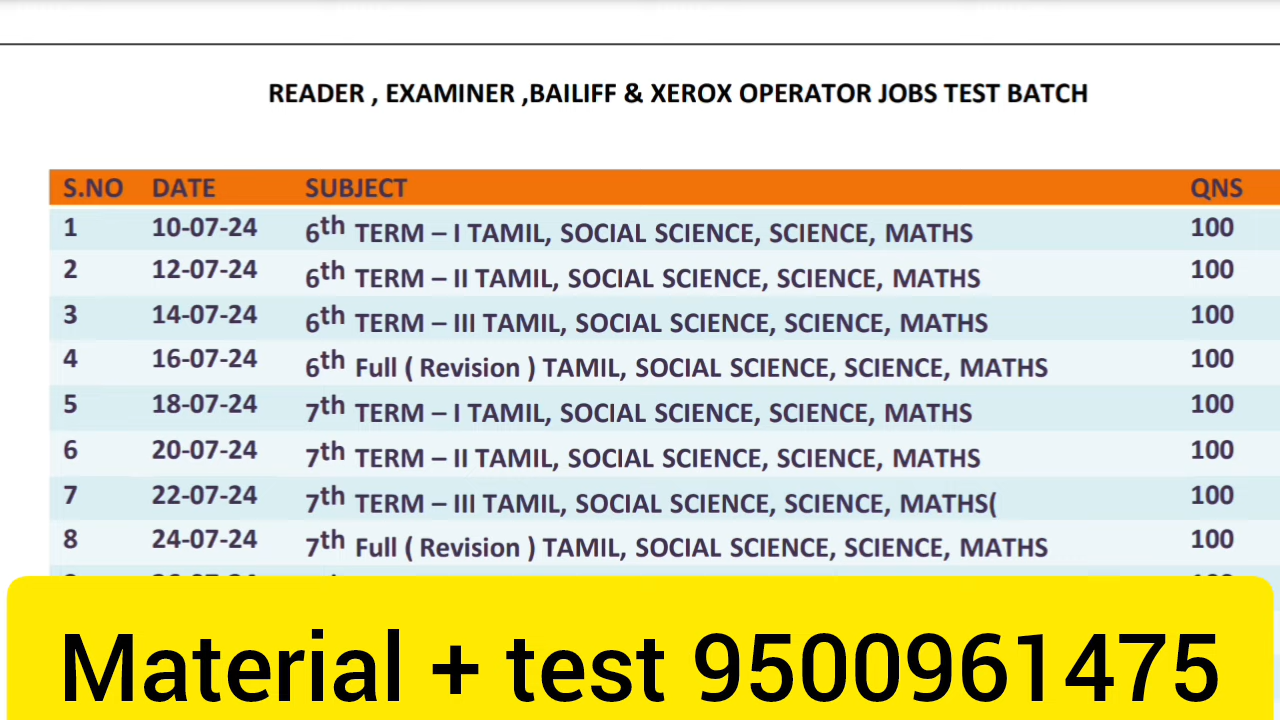 READER , EXAMINER ,BAILIFF & XEROX OPERATOR JOBS TEST BATCH
S.NO DATE SUBJECT QNS
1 10-07-24 6th TERM – I TAMIL, SOCIAL SCIENCE, SCIENCE, MATHS 100
2 12-07-24 6th TERM – II TAMIL, SOCIAL SCIENCE, SCIENCE, MATHS 100
3 14-07-24 6th TERM – III TAMIL, SOCIAL SCIENCE, SCIENCE, MATHS 100
4 16-07-24 6th Full ( Revision ) TAMIL, SOCIAL SCIENCE, SCIENCE, MATHS 100
5 18-07-24 7th TERM – I TAMIL, SOCIAL SCIENCE, SCIENCE, MATHS 100
6 20-07-24 7th TERM – II TAMIL, SOCIAL SCIENCE, SCIENCE, MATHS 100
7 22-07-24 7th TERM – III TAMIL, SOCIAL SCIENCE, SCIENCE, MATHS( 100
8 24-07-24 7th Full ( Revision ) TAMIL, SOCIAL SCIENCE, SCIENCE, MATHS 100
Material + test 9500961475